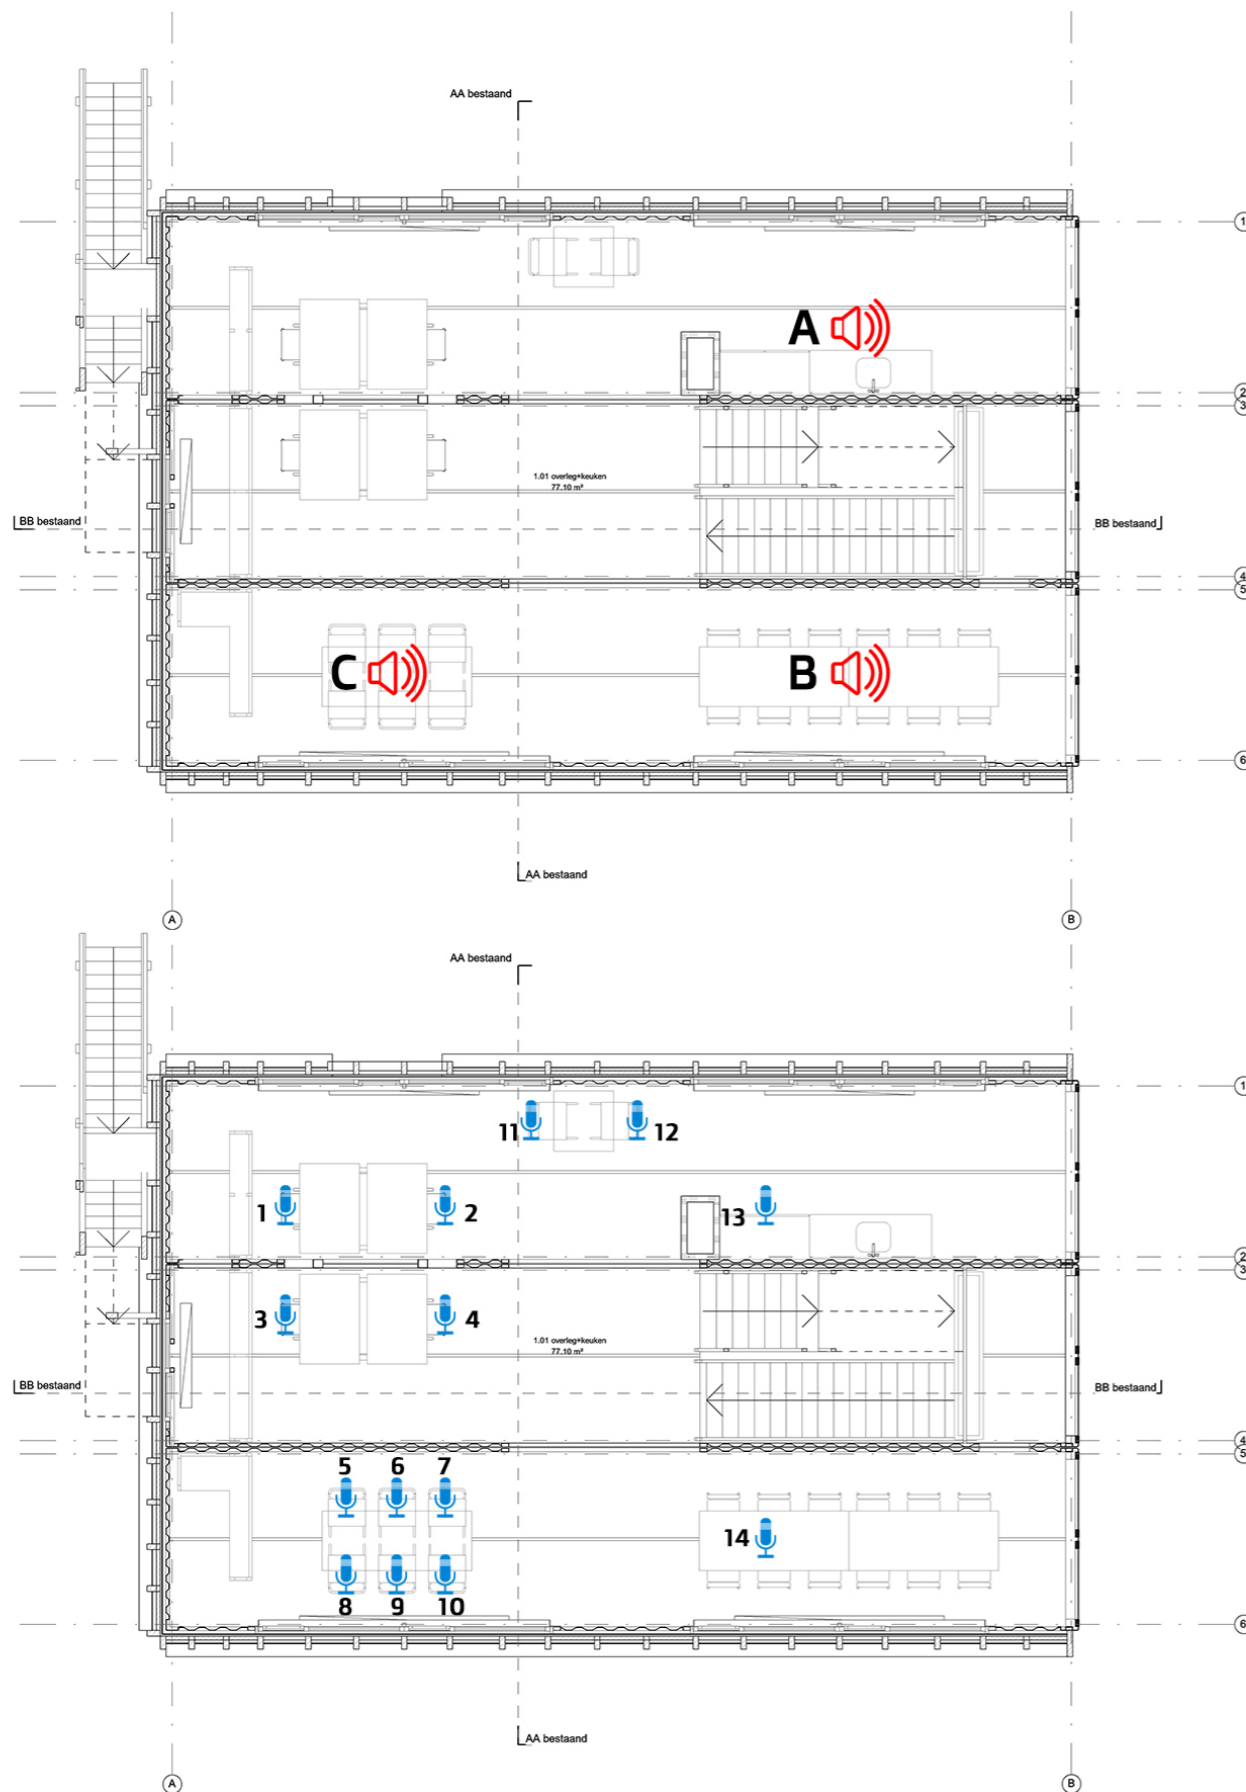 AA bestaand
1
A
2
3
1.01 overleg+keuken
77.10 m²
BB bestaand
BB bestaand
4
5
C
B
6
AA bestaand
A
B
AA bestaand
1
11
12
1
2
13
2
3
3
4
1.01 overleg+keuken
77.10 m²
BB bestaand
BB bestaand
4
5
5 6 7
14
8 9 10
6
AA bestaand
A
B